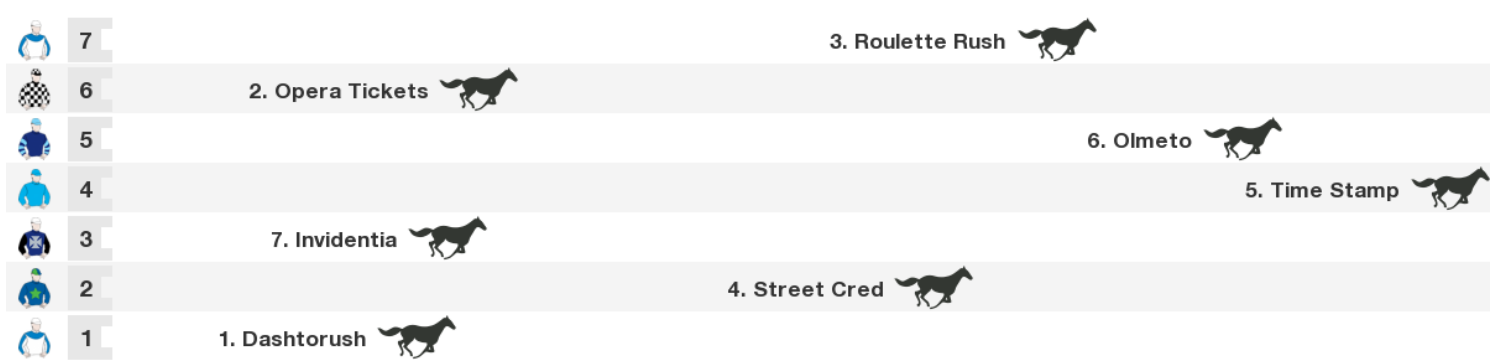 7 3. Roulette Rush
6 2. Opera Tickets
5 6. Olmeto
4 5. Time Stamp
3 7. Invidentia
2 4. Street Cred
1 1. Dashtorush